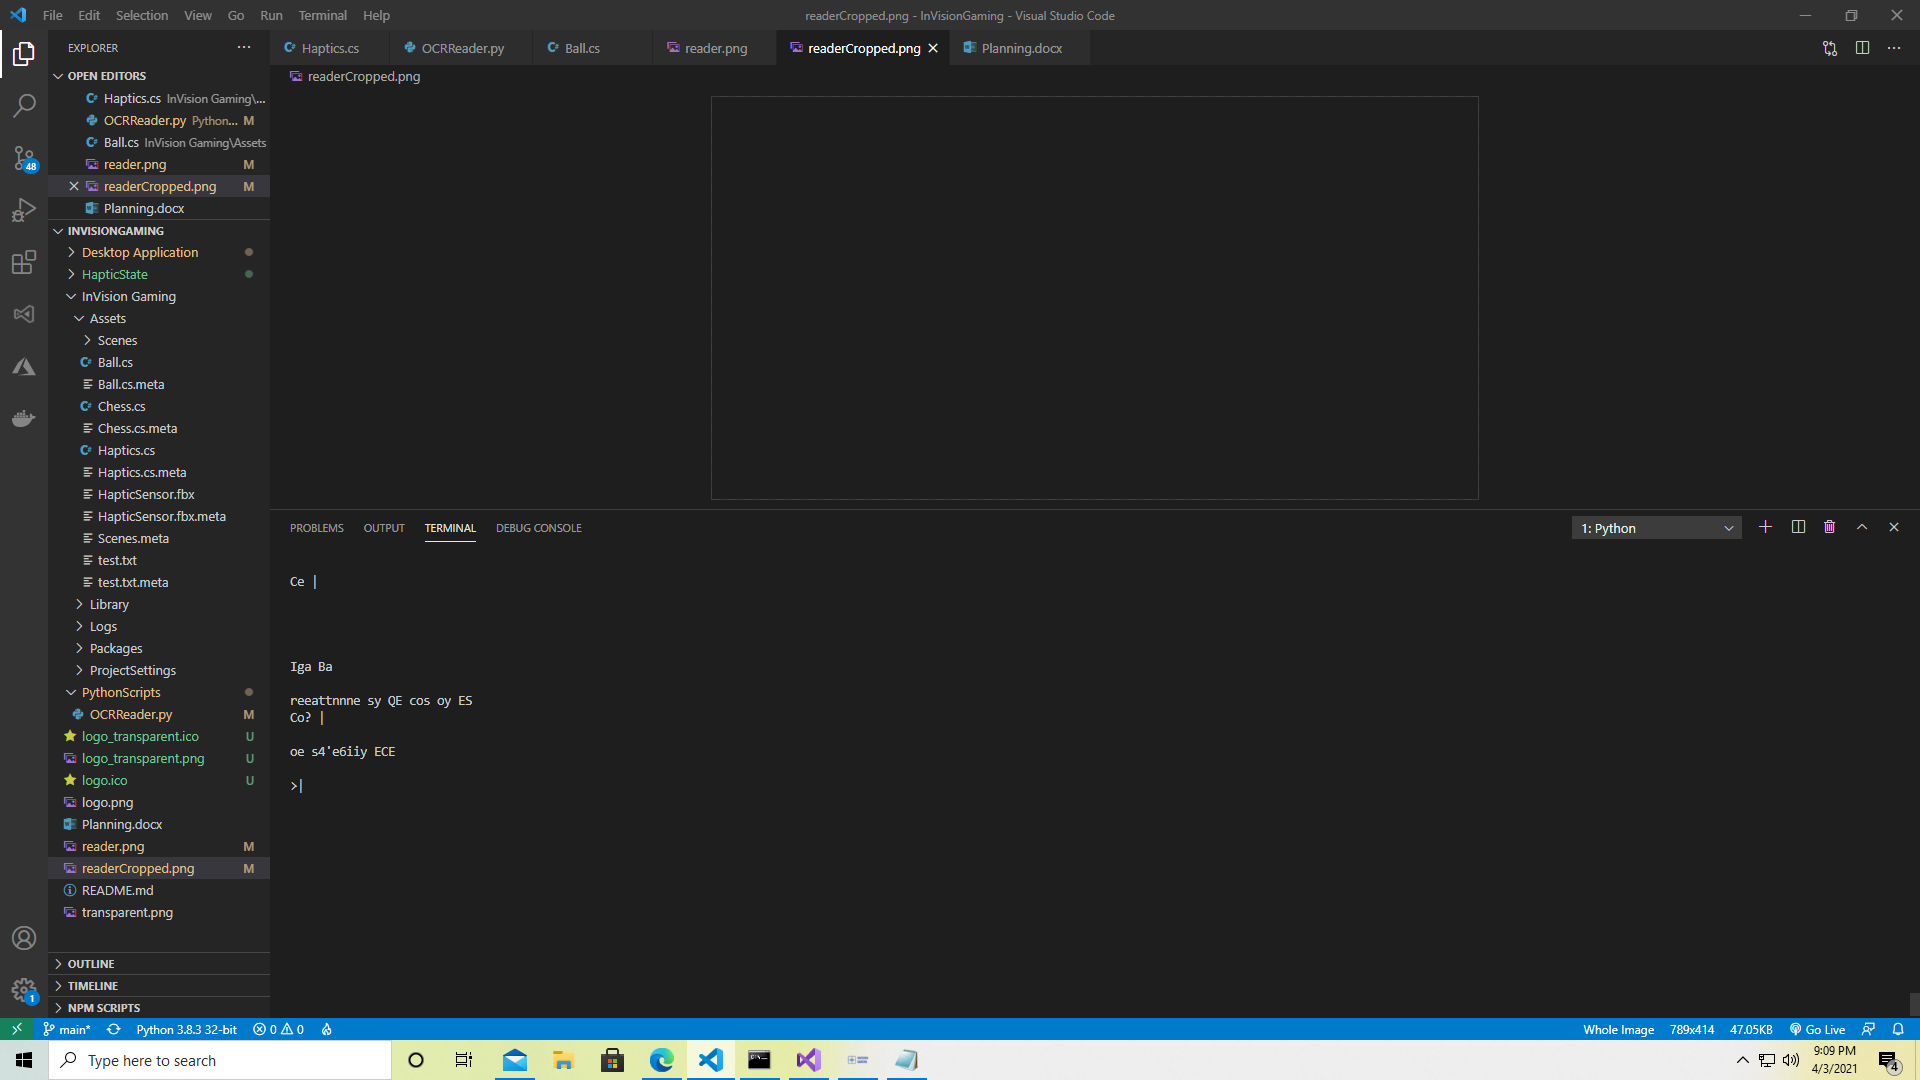 File Edit Selection View Go Run Terminal Help
readerCropped.png - InVisionGaming - Visual Studio Code
EXPLORER
Haptics.cs
OCRReader.py
Ball.cs
reader.png
readerCropped.png
Planning.docx
OPEN EDITORS
Haptics.cs InVision Gaming\...
OCRReader.py Python... M
Ball.cs InVision Gaming\Assets
reader.png M
readerCropped.png M
Planning.docx
INVISIONGAMING
Desktop Application
HapticState
InVision Gaming
Assets
Scenes
Ball.cs
Ball.cs.meta
Chess.cs
Chess.cs.meta
Haptics.cs
Haptics.cs.meta
HapticSensor.fbx
HapticSensor.fbx.meta
Scenes.meta
test.txt
test.txt.meta
Library
Logs
Packages
ProjectSettings
PythonScripts
OCRReader.py M
logo_transparent.ico U
logo_transparent.png U
logo.ico U
logo.png
Planning.docx
reader.png M
readerCropped.png M
README.md
transparent.png
OUTLINE
TIMELINE
NPM SCRIPTS
readerCropped.png
PROBLEMS OUTPUT TERMINAL DEBUG CONSOLE
1: Python
Ce |
Iga Ba
reeattnnne sy QE cos oy ES
Co? |
oe s4'e6iiy ECE
>|
48
1
main* Python 3.8.3 32-bit 0 0
Whole Image 789x414 47.05KB Go Live
Type here to search
9:09 PM
4/3/2021
4